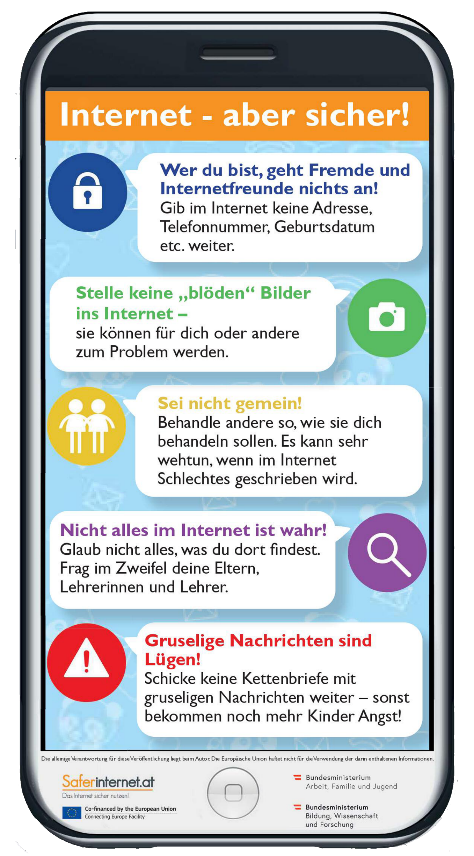 Internet - aber sicher!
Wer du bist, geht Fremde und
Internetfreunde nichts an!
Gib im Internet keine Adresse,
Telefonnummer, Geburtsdatum
etc. weiter.
Stelle keine „blöden“ Bilder
ins Internet –
sie können für dich oder andere
zum Problem werden.
Sei nicht gemein!
Behandle andere so, wie sie dich
behandeln sollen. Es kann sehr
wehtun, wenn im Internet
Schlechtes geschrieben wird.
Nicht alles im Internet ist wahr!
Glaub nicht alles, was du dort findest.
Frag im Zweifel deine Eltern,
Lehrerinnen und Lehrer.
Gruselige Nachrichten sind
Lügen!
Schicke keine Kettenbriefe mit
gruseligen Nachrichten weiter – sonst
bekommen noch mehr Kinder Angst!
Die alleinige Verantwortung für diese Veröffentlichung liegt beim Autor. Die Europäische Union haftet nicht für die Verwendung der darin enthaltenen Informationen.
Saferinternet.at
Das Internet sicher nutzen!
Co-financed by the European Union
Connecting Europe Facility
Bundesministerium
Arbeit, Familie und Jugend
Bundesministerium
Bildung, Wissenschaft
und Forschung